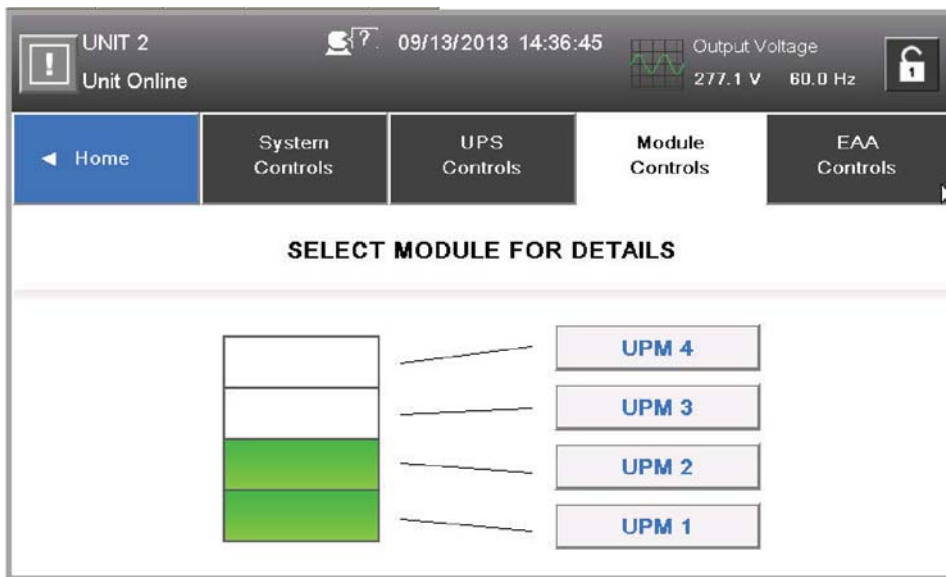 UNIT 2
Unit Online
!
?
09/13/2013 14:36:45
Output Voltage
277.1 V 60.0 Hz
1
◄ Home
System
Controls
UPS
Controls
Module
Controls
EAA
Controls
SELECT MODULE FOR DETAILS
UPM 4
UPM 3
UPM 2
UPM 1